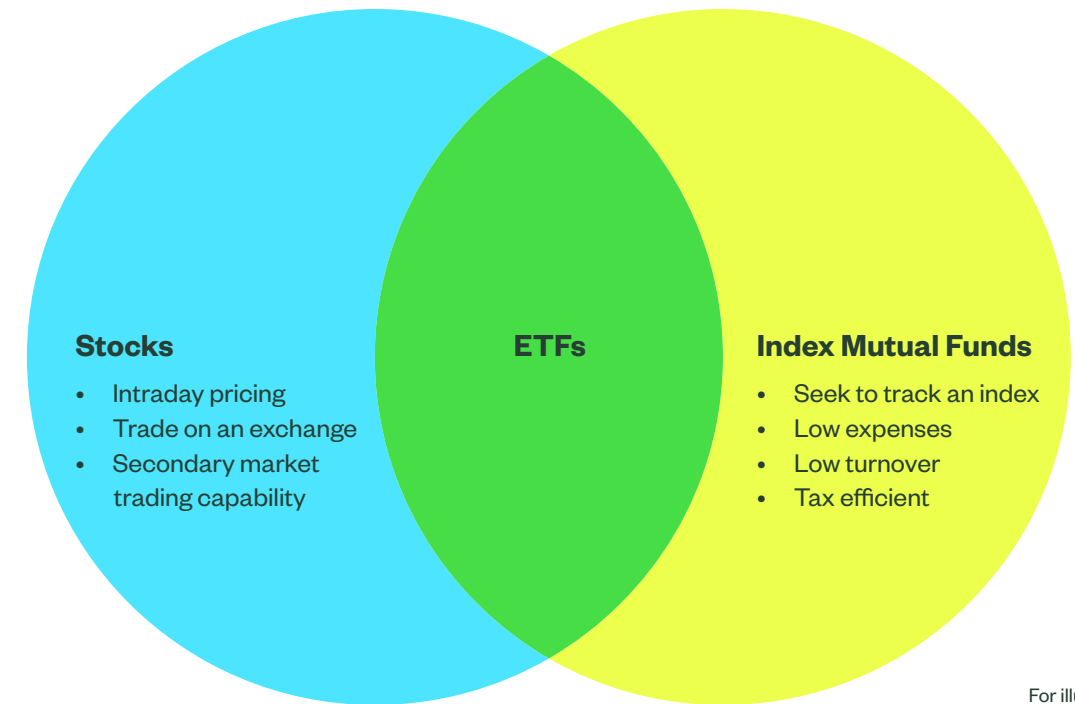 Stocks
• Intraday pricing
• Trade on an exchange
• Secondary market
trading capability
ETFs
Index Mutual Funds
• Seek to track an index
• Low expenses
• Low turnover
• Tax efficient
For